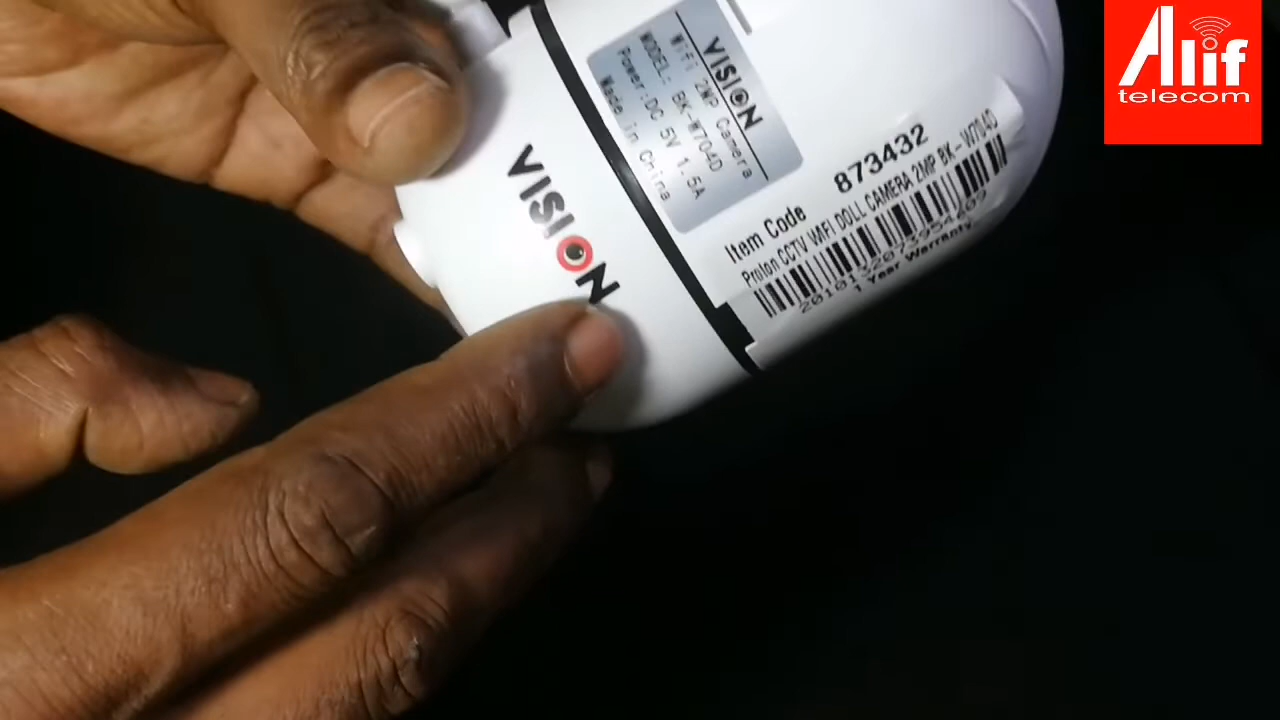 Alif
telecom
VISION
WiFi 2MP Camera
MODEL: BK-W704D
Power:DC 5V 1.5A
Made in China
VISION
Item Code 873432
Proton CCTV WiFi DOLL CAMERA 2MP BK-W704D
1 Year Warranty